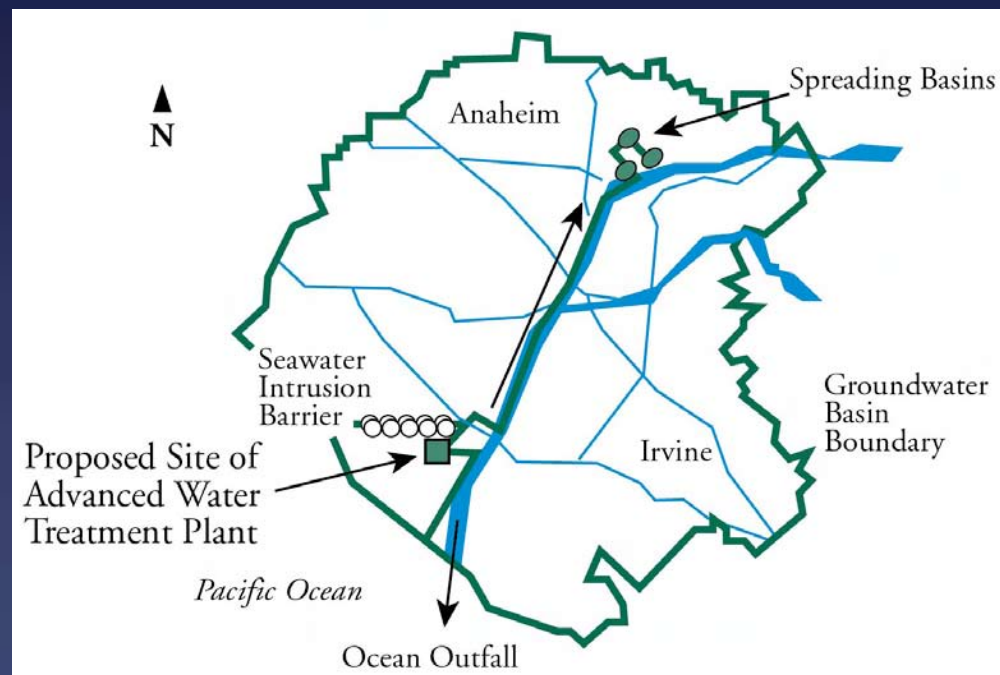 Spreading Basins
Anaheim
N
Seawater
Intrusion
Barrier
Groundwater
Basin
Boundary
Proposed Site of
Advanced Water
Treatment Plant
Irvine
Pacific Ocean
Ocean Outfall